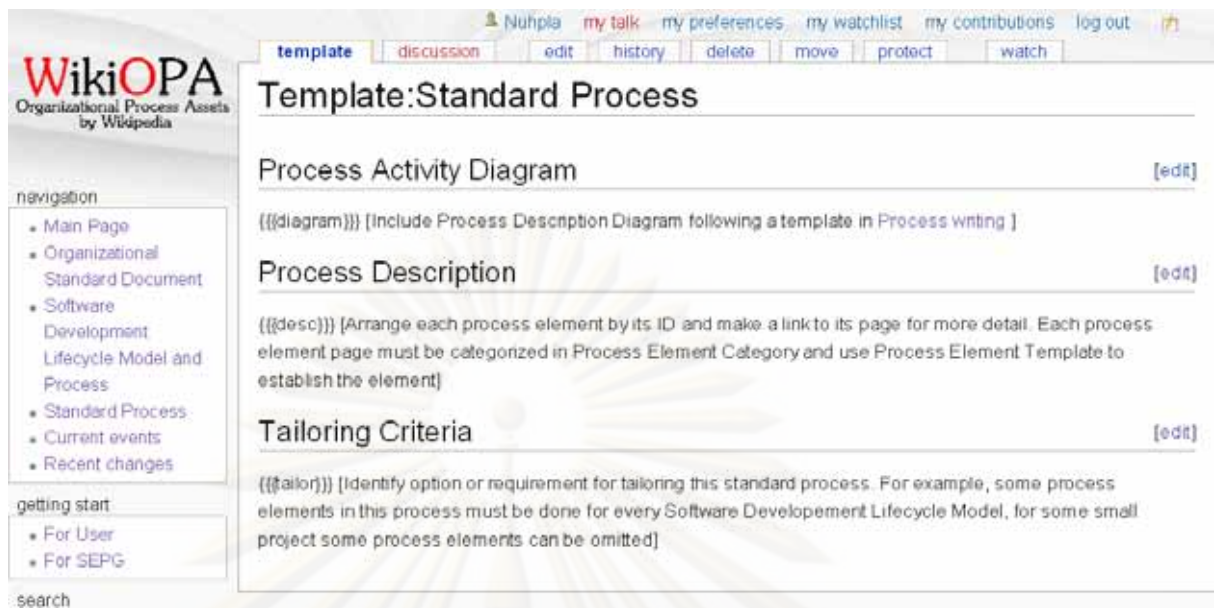 Nuhpla my talk my preferences my watchlist my contributions log out
template discussion edit history delete move protect watch
WikiOPA
Organizational Process Assets
by Wikipedia
Template:Standard Process
Process Activity Diagram [edit]
{{{diagram}}} [Include Process Description Diagram following a template in Process writing ]
Process Description [edit]
{{{desc}}} [Arrange each process element by its ID and make a link to its page for more detail. Each process
element page must be categorized in Process Element Category and use Process Element Template to
establish the element]
Tailoring Criteria [edit]
{{{tailor}}} [Identify option or requirement for tailoring this standard process. For example, some process
elements in this process must be done for every Software Developement Lifecycle Model, for some small
project some process elements can be omitted]
navigation
Main Page
Organizational
Standard Document
Software
Development
Lifecycle Model and
Process
Standard Process
Current events
Recent changes
getting start
For User
For SEPG
search